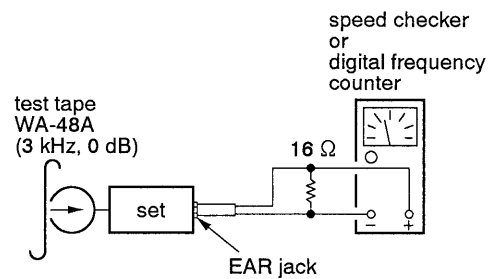 speed checker
or
digital frequency
counter
test tape
WA-48A
(3 kHz, 0 dB)
16 Ω
set
− +
EAR jack